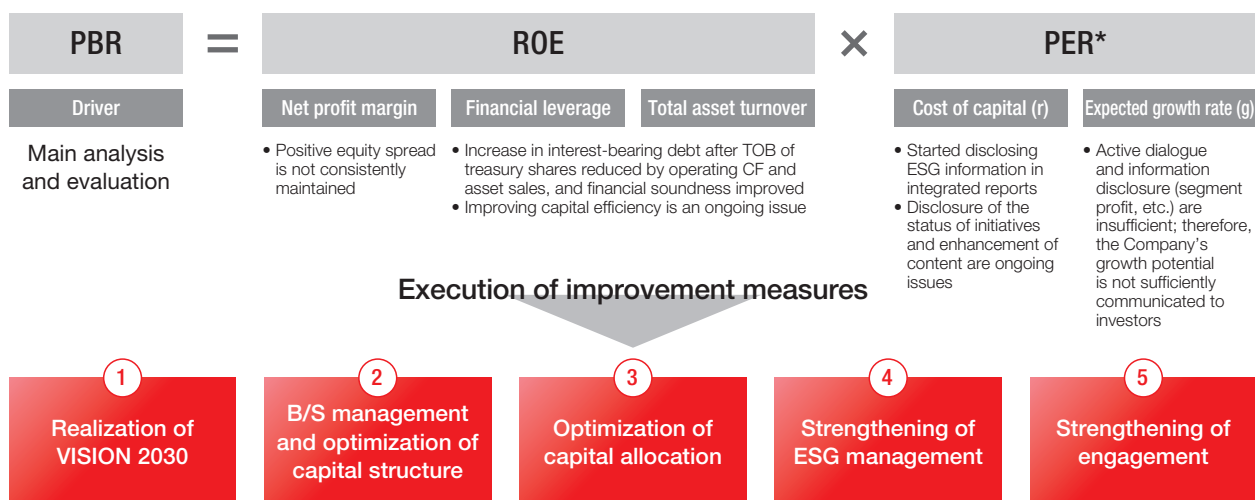 PBR
=
ROE
×
PER*
Driver
Net profit margin
Financial leverage
Total asset turnover
Cost of capital (r)
Expected growth rate (g)
Main analysis
and evaluation
• Positive equity spread
is not consistently
maintained
• Increase in interest-bearing debt after TOB of
treasury shares reduced by operating CF and
asset sales, and financial soundness improved
• Improving capital efficiency is an ongoing issue
• Started disclosing
ESG information in
integrated reports
• Disclosure of the
status of initiatives
and enhancement of
content are ongoing
issues
• Active dialogue
and information
disclosure (segment
profit, etc.) are
insufficient; therefore,
the Company's
growth potential
is not sufficiently
communicated to
investors
Execution of improvement measures
1
Realization of
VISION 2030
2
B/S management
and optimization of
capital structure
3
Optimization of
capital allocation
4
Strengthening of
ESG management
5
Strengthening of
engagement